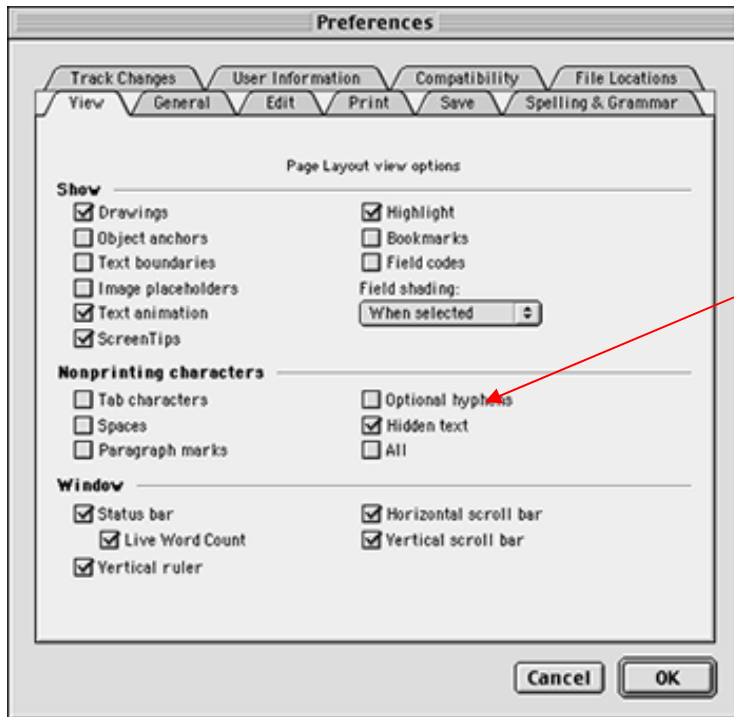 Preferences
Track Changes User Information Compatibility File Locations
View General Edit Print Save Spelling & Grammar
Page Layout view options
Show
Drawings Highlight
Object anchors Bookmarks
Text boundaries Field codes
Image placeholders Field shading:
Text animation When selected
ScreenTips
Nonprinting characters
Tab characters Optional hyphens
Spaces Hidden text
Paragraph marks All
Window
Status bar Horizontal scroll bar
Live Word Count Vertical scroll bar
Vertical ruler
Cancel OK